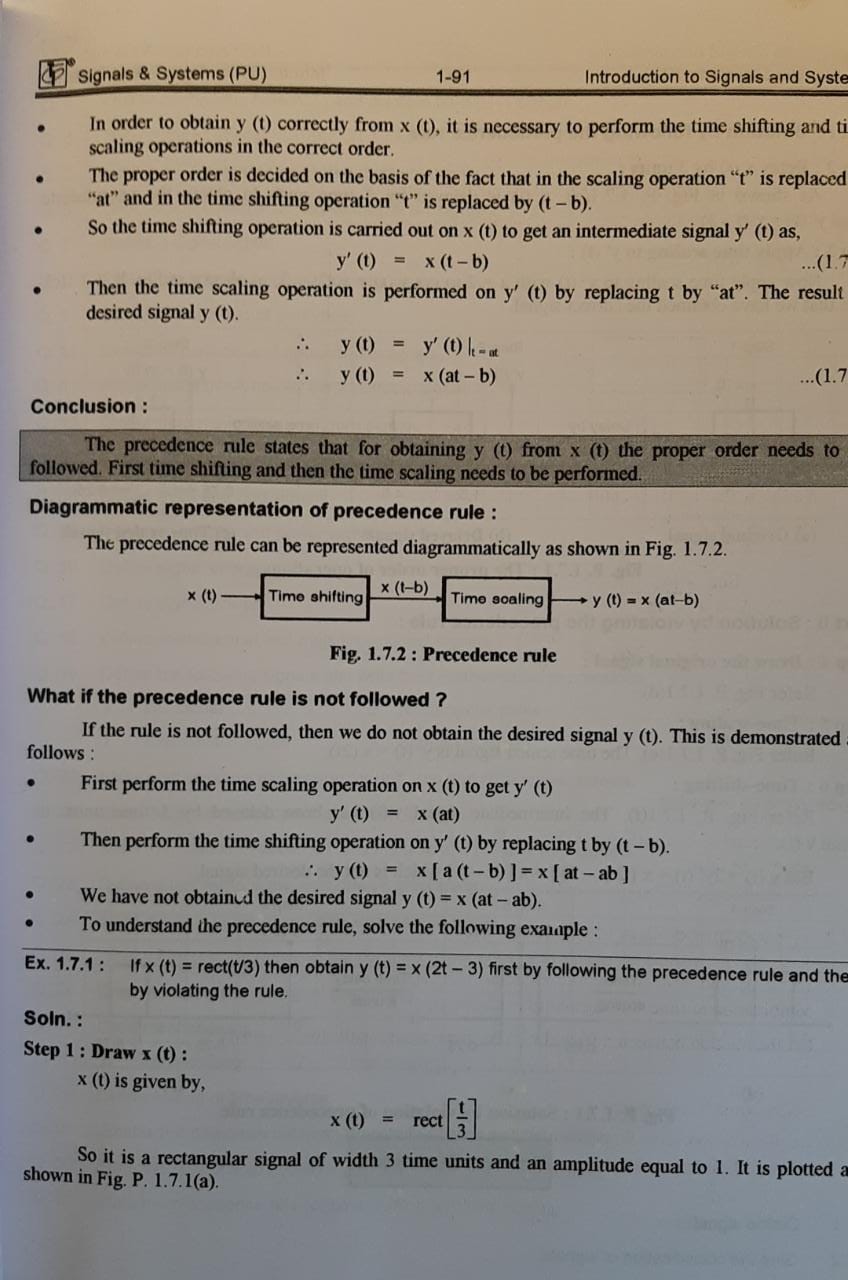 Signals & Systems (PU) 1-91 Introduction to Signals and Syste
• In order to obtain y (t) correctly from x (t), it is necessary to perform the time shifting and ti
scaling operations in the correct order.
• The proper order is decided on the basis of the fact that in the scaling operation “t” is replaced
“at” and in the time shifting operation “t” is replaced by (t – b).
• So the time shifting operation is carried out on x (t) to get an intermediate signal y′ (t) as,
y′ (t) = x (t – b) ...(1.7
• Then the time scaling operation is performed on y′ (t) by replacing t by “at”. The result
desired signal y (t).
∴ y (t) = y′ (t) |t = at
∴ y (t) = x (at – b) ...(1.7
Conclusion :
The precedence rule states that for obtaining y (t) from x (t) the proper order needs to
followed. First time shifting and then the time scaling needs to be performed.
Diagrammatic representation of precedence rule :
The precedence rule can be represented diagrammatically as shown in Fig. 1.7.2.
x (t) Time shifting x (t–b) Time scaling y (t) = x (at–b)
Fig. 1.7.2 : Precedence rule
What if the precedence rule is not followed ?
If the rule is not followed, then we do not obtain the desired signal y (t). This is demonstrated
follows :
• First perform the time scaling operation on x (t) to get y′ (t)
y′ (t) = x (at)
• Then perform the time shifting operation on y′ (t) by replacing t by (t – b).
∴ y (t) = x [ a (t – b) ] = x [ at – ab ]
• We have not obtained the desired signal y (t) = x (at – ab).
• To understand the precedence rule, solve the following example :
Ex. 1.7.1 : If x (t) = rect(t/3) then obtain y (t) = x (2t – 3) first by following the precedence rule and the
by violating the rule.
Soln. :
Step 1 : Draw x (t) :
x (t) is given by,
x (t) = rect [t/3]
So it is a rectangular signal of width 3 time units and an amplitude equal to 1. It is plotted a
shown in Fig. P. 1.7.1(a).